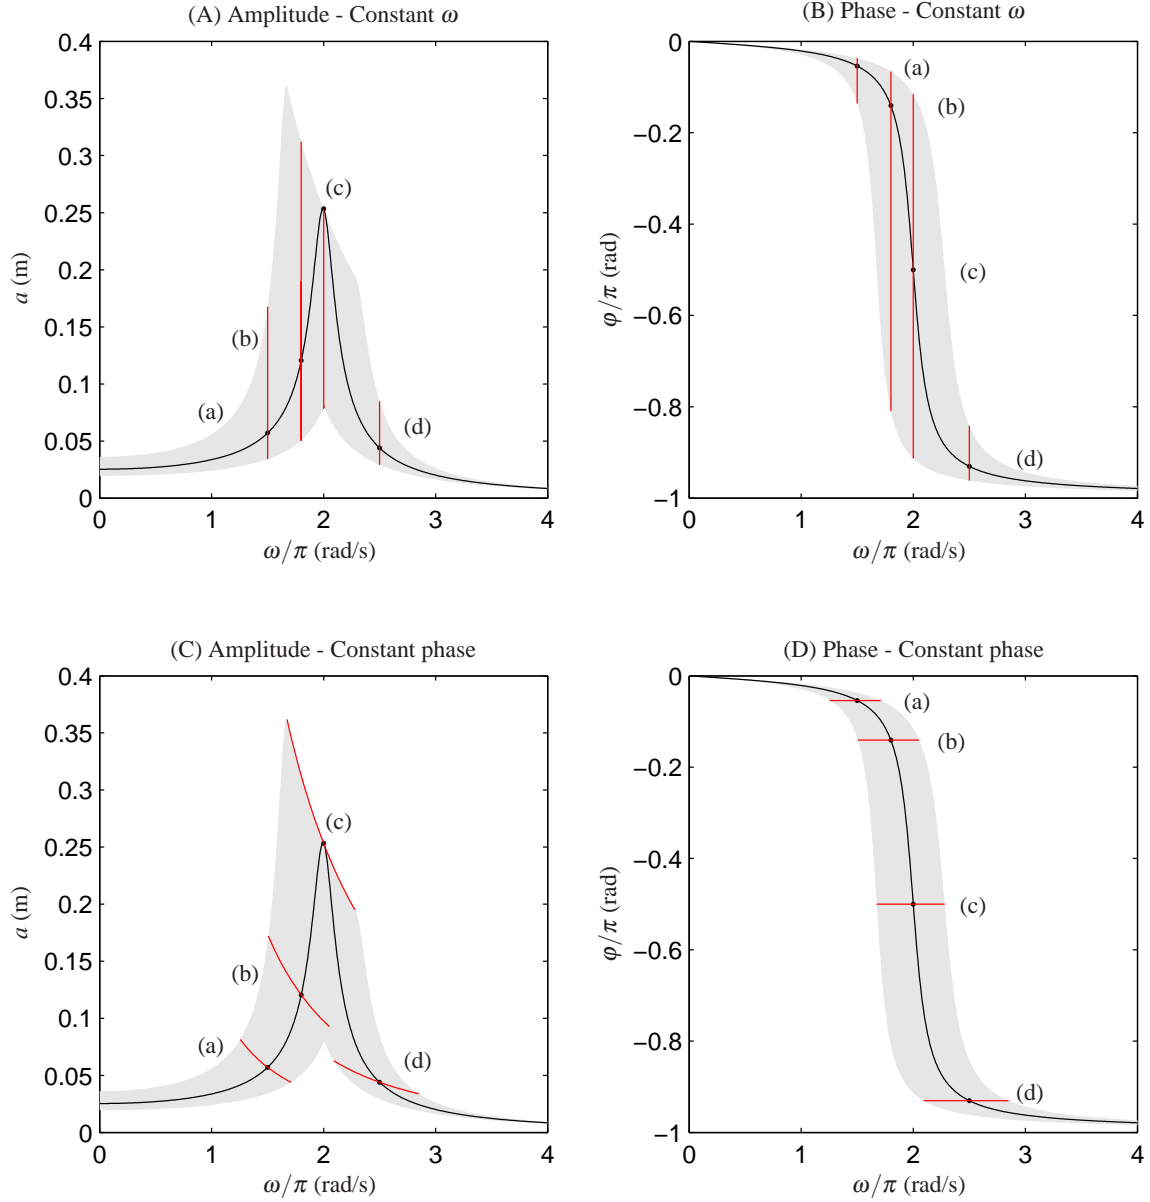 (A) Amplitude - Constant ω
0.4
0.35
0.3
0.25
0.2
0.15
0.1
0.05
0
a (m)
(a)
(b)
(c)
(d)
0 1 2 3 4
ω/π (rad/s)
(B) Phase - Constant ω
0
−0.2
−0.4
−0.6
−0.8
−1
φ/π (rad)
(a)
(b)
(c)
(d)
0 1 2 3 4
ω/π (rad/s)
(C) Amplitude - Constant phase
0.4
0.35
0.3
0.25
0.2
0.15
0.1
0.05
0
a (m)
(a)
(b)
(c)
(d)
0 1 2 3 4
ω/π (rad/s)
(D) Phase - Constant phase
0
−0.2
−0.4
−0.6
−0.8
−1
φ/π (rad)
(a)
(b)
(c)
(d)
0 1 2 3 4
ω/π (rad/s)